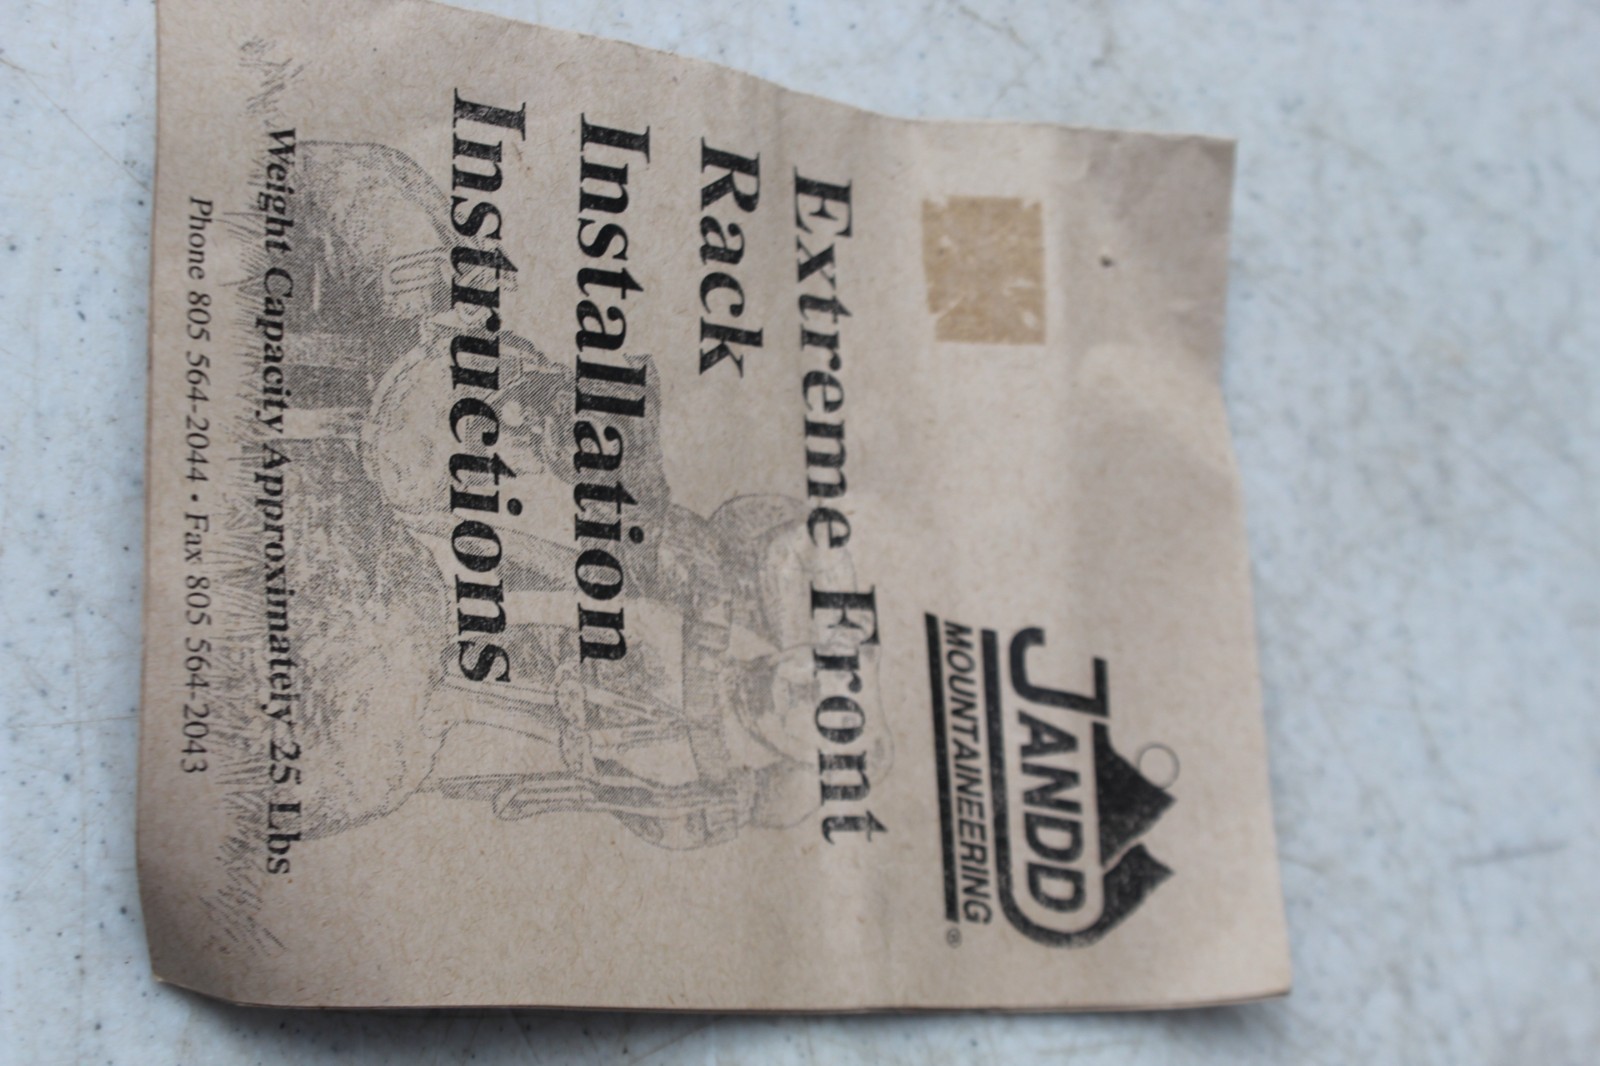 JANDD
MOUNTAINEERING®
Extreme Front
Rack
Installation
Instructions
Weight Capacity Approximately 25 Lbs
Phone 805 564-2044 • Fax 805 564-2043